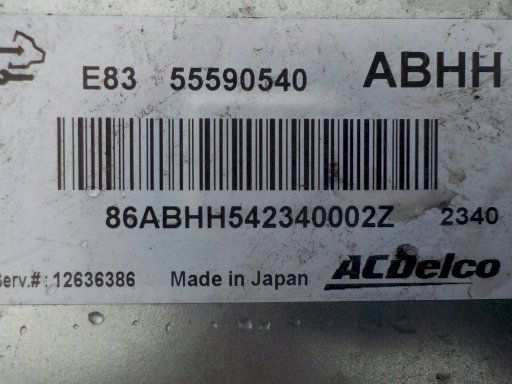 E83 55590540 ABHH
86ABHH542340002Z 2340
Serv.#: 12636386 Made in Japan ACDelco